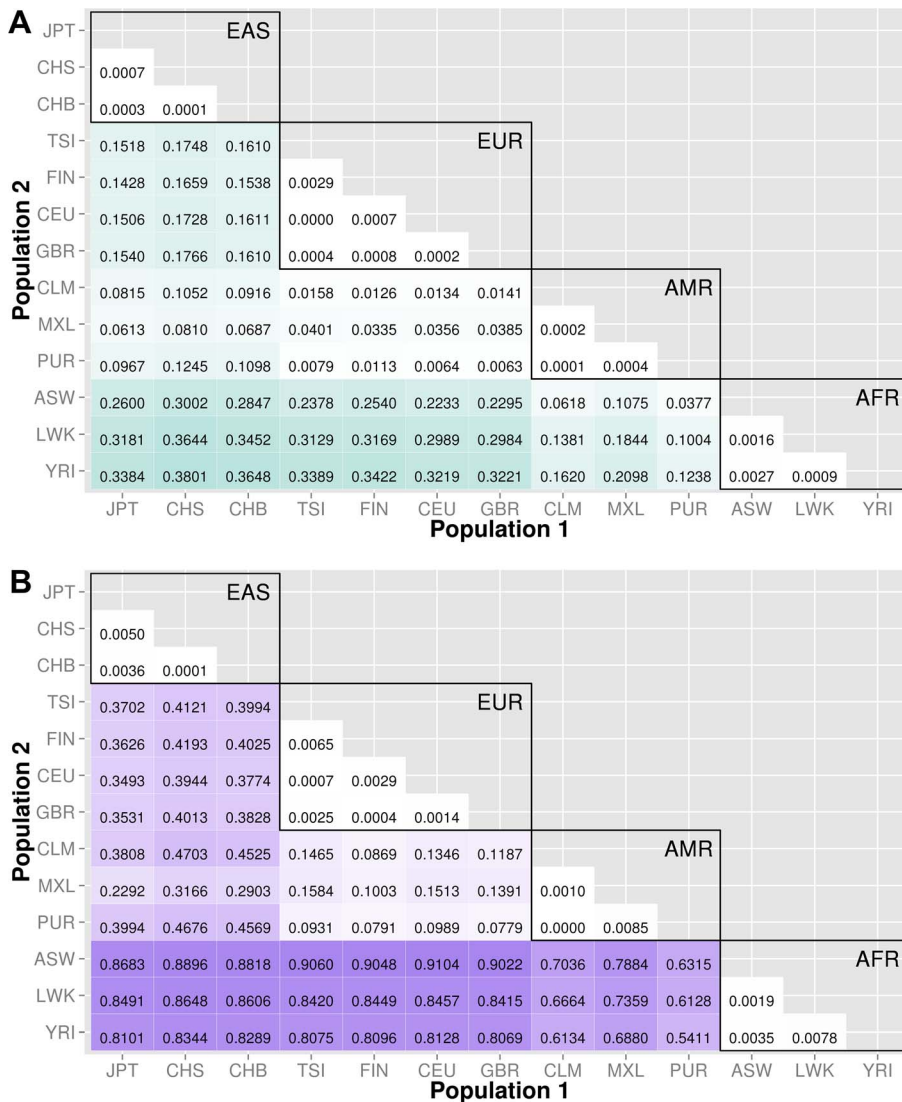 A
JPT EAS
CHS 0.0007
CHB 0.0003 0.0001
TSI 0.1518 0.1748 0.1610 EUR
FIN 0.1428 0.1659 0.1538 0.0029
CEU 0.1506 0.1728 0.1611 0.0000 0.0007
GBR 0.1540 0.1766 0.1610 0.0004 0.0008 0.0002
CLM 0.0815 0.1052 0.0916 0.0158 0.0126 0.0134 0.0141 AMR
MXL 0.0613 0.0810 0.0687 0.0401 0.0335 0.0356 0.0385 0.0002
PUR 0.0967 0.1245 0.1098 0.0079 0.0113 0.0064 0.0063 0.0001 0.0004
ASW 0.2600 0.3002 0.2847 0.2378 0.2540 0.2233 0.2295 0.0618 0.1075 0.0377 AFR
LWK 0.3181 0.3644 0.3452 0.3129 0.3169 0.2989 0.2984 0.1381 0.1844 0.1004 0.0016
YRI 0.3384 0.3801 0.3648 0.3389 0.3422 0.3219 0.3221 0.1620 0.2098 0.1238 0.0027 0.0009
JPT CHS CHB TSI FIN CEU GBR CLM MXL PUR ASW LWK YRI
Population 1
Population 2
B
JPT EAS
CHS 0.0050
CHB 0.0036 0.0001
TSI 0.3702 0.4121 0.3994 EUR
FIN 0.3626 0.4193 0.4025 0.0065
CEU 0.3493 0.3944 0.3774 0.0007 0.0029
GBR 0.3531 0.4013 0.3828 0.0025 0.0004 0.0014
CLM 0.3808 0.4703 0.4525 0.1465 0.0869 0.1346 0.1187 AMR
MXL 0.2292 0.3166 0.2903 0.1584 0.1003 0.1513 0.1391 0.0010
PUR 0.3994 0.4676 0.4569 0.0931 0.0791 0.0989 0.0779 0.0000 0.0085
ASW 0.8683 0.8896 0.8818 0.9060 0.9048 0.9104 0.9022 0.7036 0.7884 0.6315 AFR
LWK 0.8491 0.8648 0.8606 0.8420 0.8449 0.8457 0.8415 0.6664 0.7359 0.6128 0.0019
YRI 0.8101 0.8344 0.8289 0.8075 0.8096 0.8128 0.8069 0.6134 0.6880 0.5411 0.0035 0.0078
JPT CHS CHB TSI FIN CEU GBR CLM MXL PUR ASW LWK YRI
Population 1
Population 2